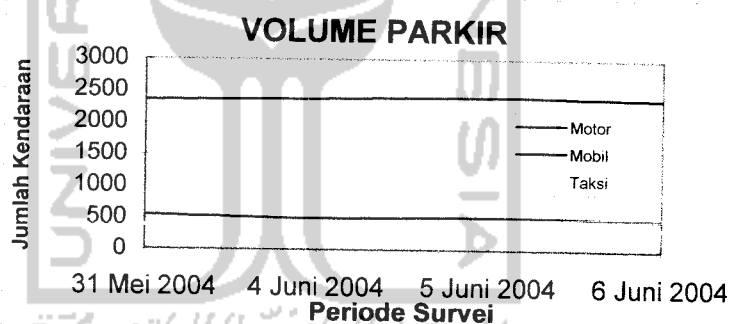 VOLUME PARKIR
Jumlah Kendaraan
3000
2500
2000
1500
1000
500
0
Motor
Mobil
Taksi
31 Mei 2004 4 Juni 2004 5 Juni 2004 6 Juni 2004
Periode Survei